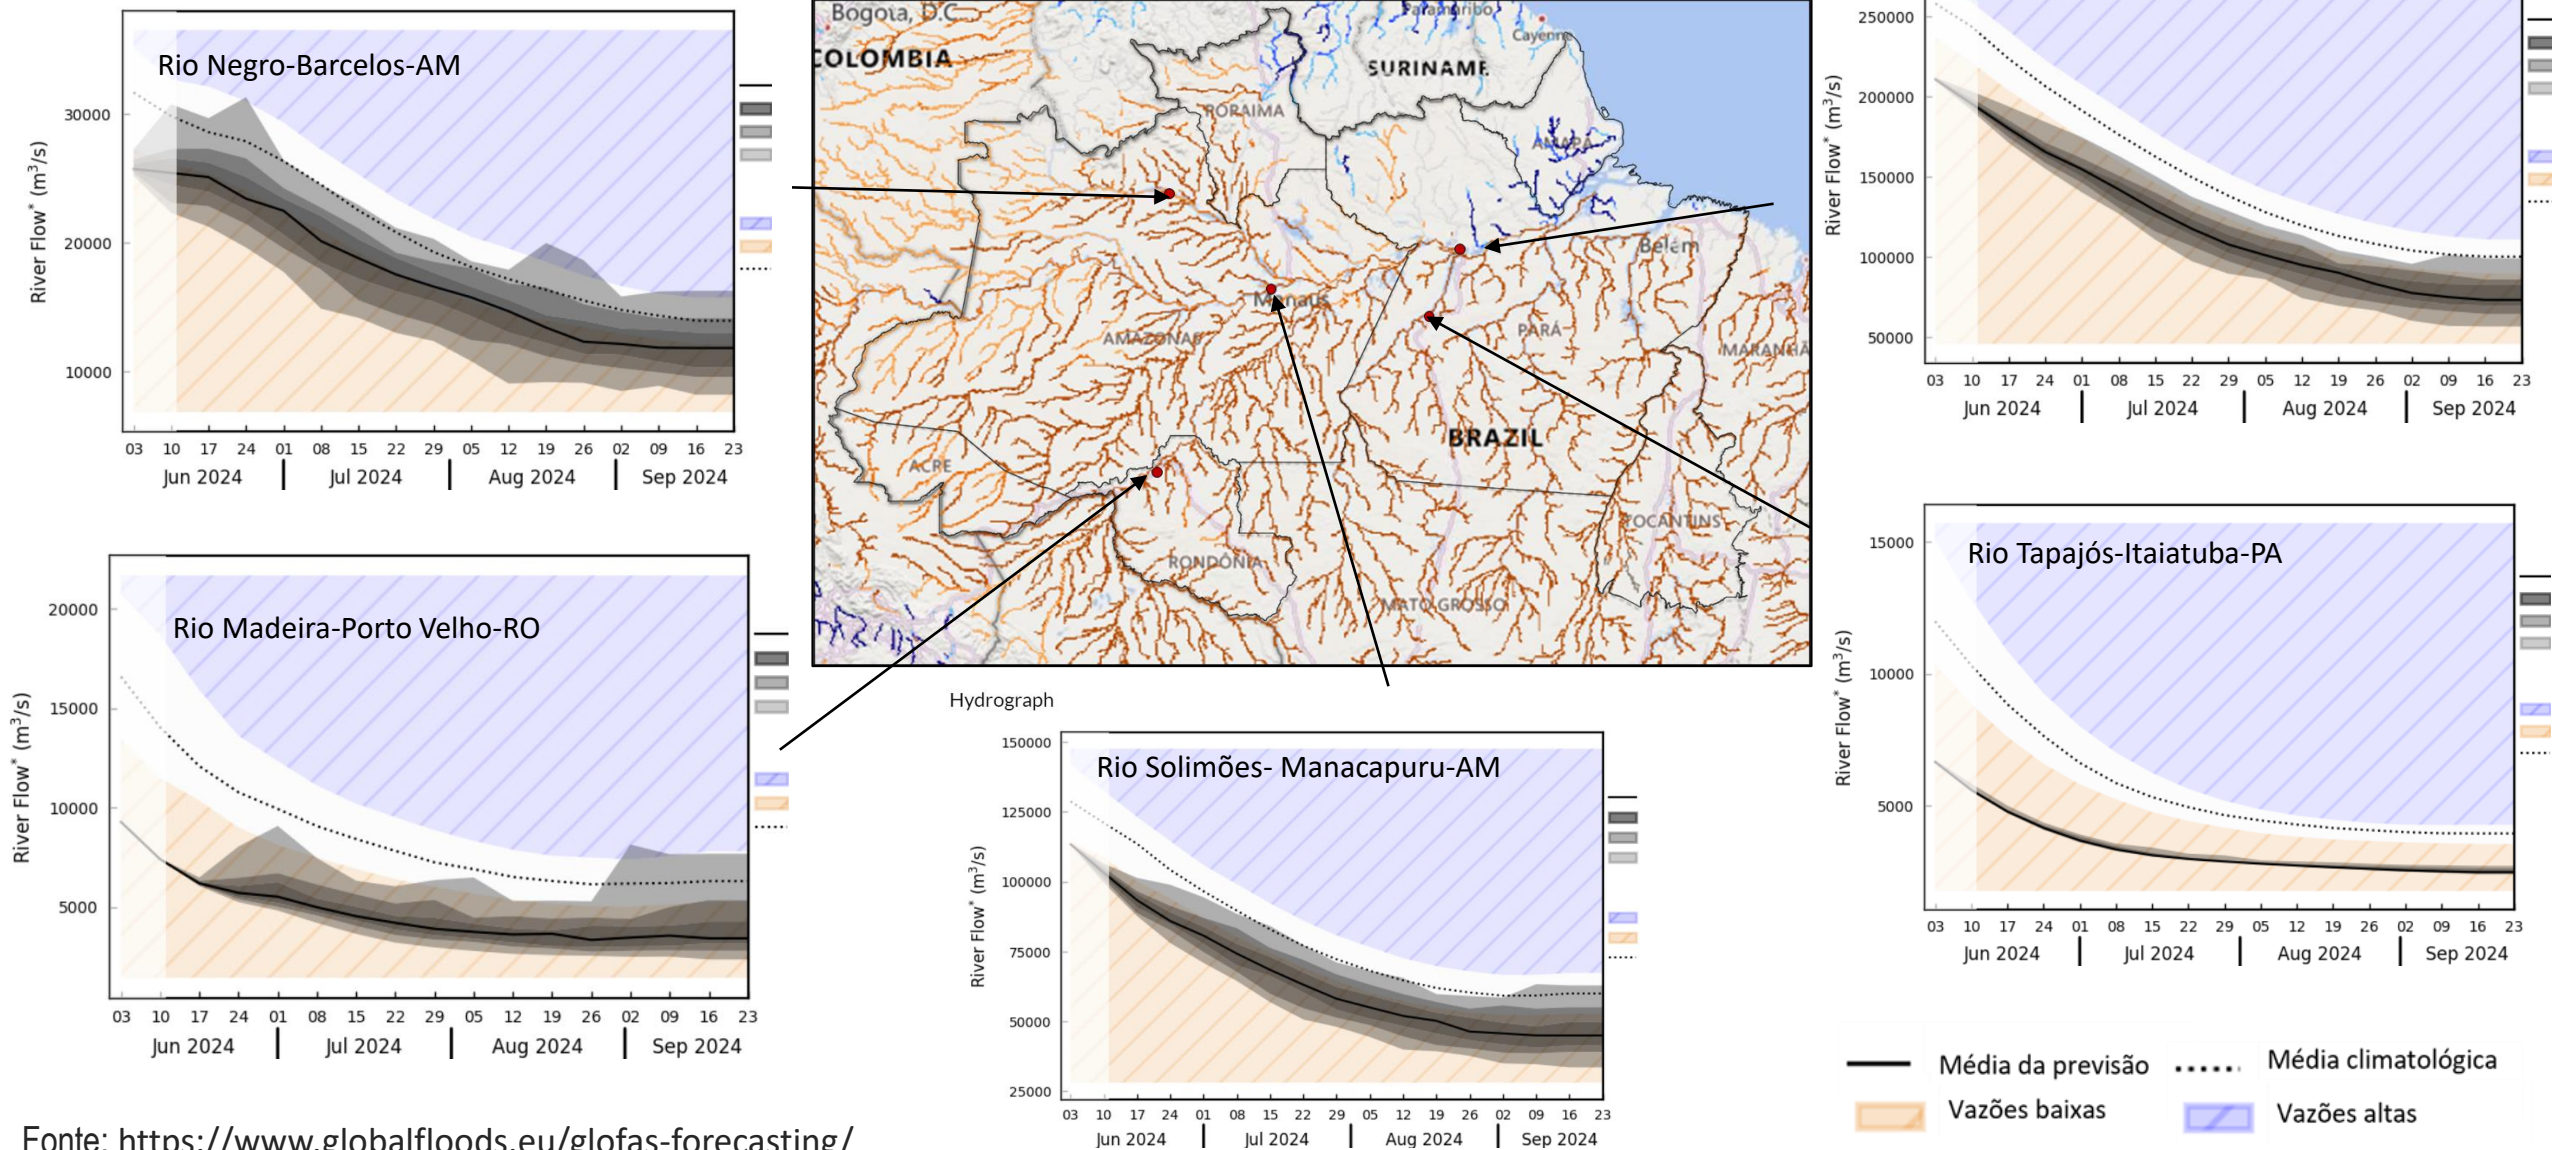 Rio Negro-Barcelos-AM
River Flow* (m³/s)
30000
20000
10000
03 10 17 24 01 08 15 22 29 05 12 19 26 02 09 16 23
Jun 2024 Jul 2024 Aug 2024 Sep 2024
Bogota, D.C.
COLOMBIA
Paramaribo
Cayenne
SURINAME
RORAIMA
AMAPÁ
Belém
Manaus
AMAZONAS
PARÁ
MARANHÃ
BRAZIL
ACRE
TOCANTINS
RONDÔNIA
MATO GROSSO
250000
200000
150000
100000
50000
River Flow* (m³/s)
03 10 17 24 01 08 15 22 29 05 12 19 26 02 09 16 23
Jun 2024 Jul 2024 Aug 2024 Sep 2024
Rio Madeira-Porto Velho-RO
River Flow* (m³/s)
20000
15000
10000
5000
03 10 17 24 01 08 15 22 29 05 12 19 26 02 09 16 23
Jun 2024 Jul 2024 Aug 2024 Sep 2024
Hydrograph
Rio Solimões- Manacapuru-AM
River Flow* (m³/s)
150000
125000
100000
75000
50000
25000
03 10 17 24 01 08 15 22 29 05 12 19 26 02 09 16 23
Jun 2024 Jul 2024 Aug 2024 Sep 2024
Rio Tapajós-Itaiatuba-PA
River Flow* (m³/s)
15000
10000
5000
03 10 17 24 01 08 15 22 29 05 12 19 26 02 09 16 23
Jun 2024 Jul 2024 Aug 2024 Sep 2024
Média da previsão Média climatológica
Vazões baixas Vazões altas
Fonte: https://www.globalfloods.eu/glofas-forecasting/